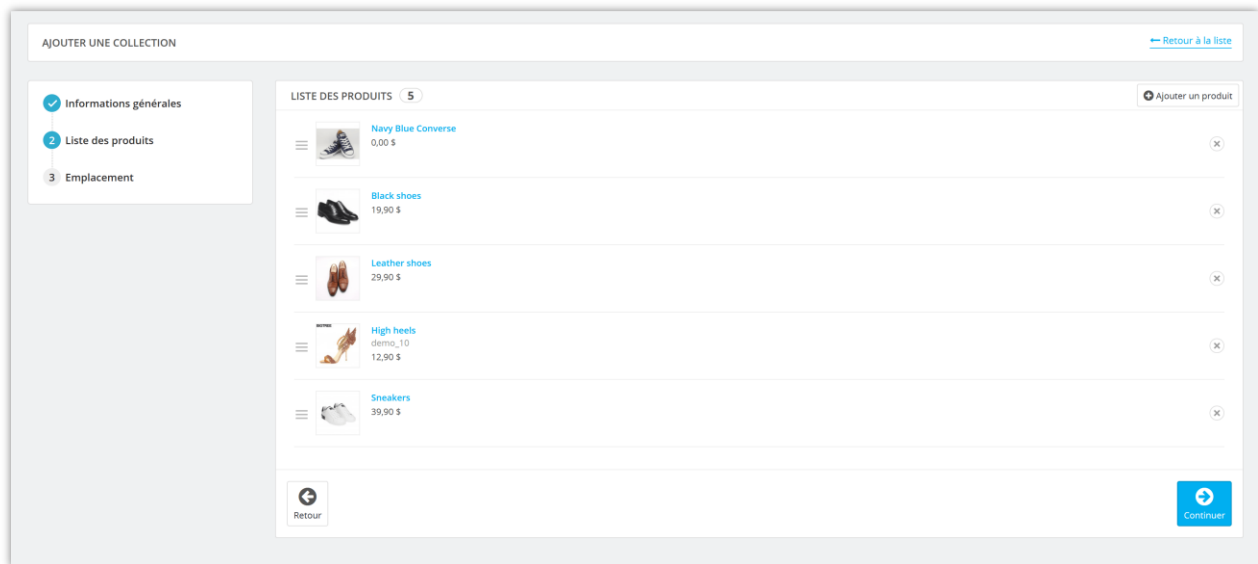 AJOUTER UNE COLLECTION
Retour à la liste
Informations générales
2 Liste des produits
3 Emplacement
LISTE DES PRODUITS 5
Ajouter un produit
Navy Blue Converse
0,00 $
Black shoes
19,90 $
Leather shoes
29,90 $
High heels
demo_10
12,90 $
Sneakers
39,90 $
Retour
Continuer